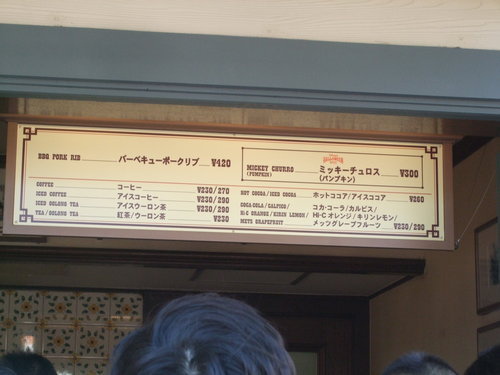 BBQ PORK RIB バーベキューポークリブ ¥420
COFFEE コーヒー ¥230/270
ICED COFFEE アイスコーヒー ¥230/290
ICED OOLONG TEA アイスウーロン茶 ¥230/290
TEA/OOLONG TEA 紅茶/ウーロン茶 ¥230
HALLOWEEN
MICKEY CHURRO ミッキーチュロス ¥300
(PUMPKIN) (パンプキン)
HOT COCOA/ICED COCOA ホットココア/アイスココア ¥260
COCA-COLA/CALPICO/ コカ・コーラ/カルピス/
Hi-C ORANGE/KIRIN LEMON/ Hi-C オレンジ/キリンレモン/
METS GRAPEFRUIT メッツグレープフルーツ ¥230/290